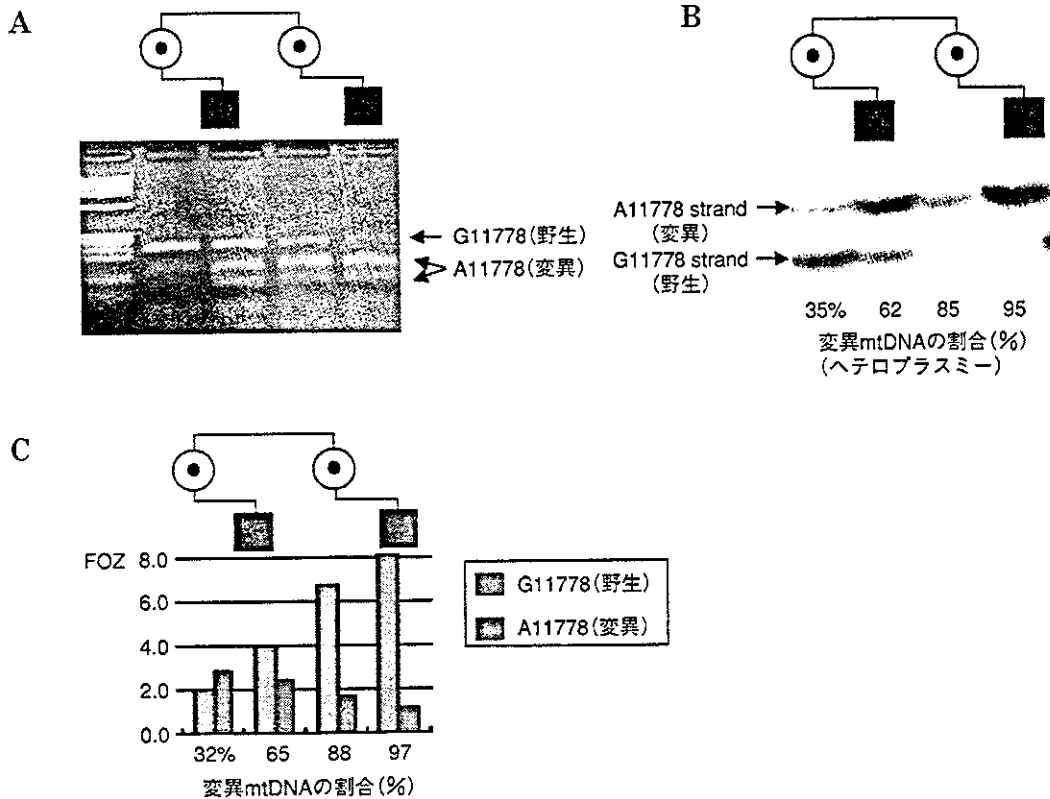 A
G11778(野生)
A11778(変異)
B
A11778 strand
(変異)
G11778 strand
(野生)
35% 62 85 95
変異mtDNAの割合(%)
(ヘテロプラスミー)
C
FOZ 8.0
6.0
4.0
2.0
0.0
32% 65 88 97
変異mtDNAの割合(%)
G11778(野生)
A11778(変異)